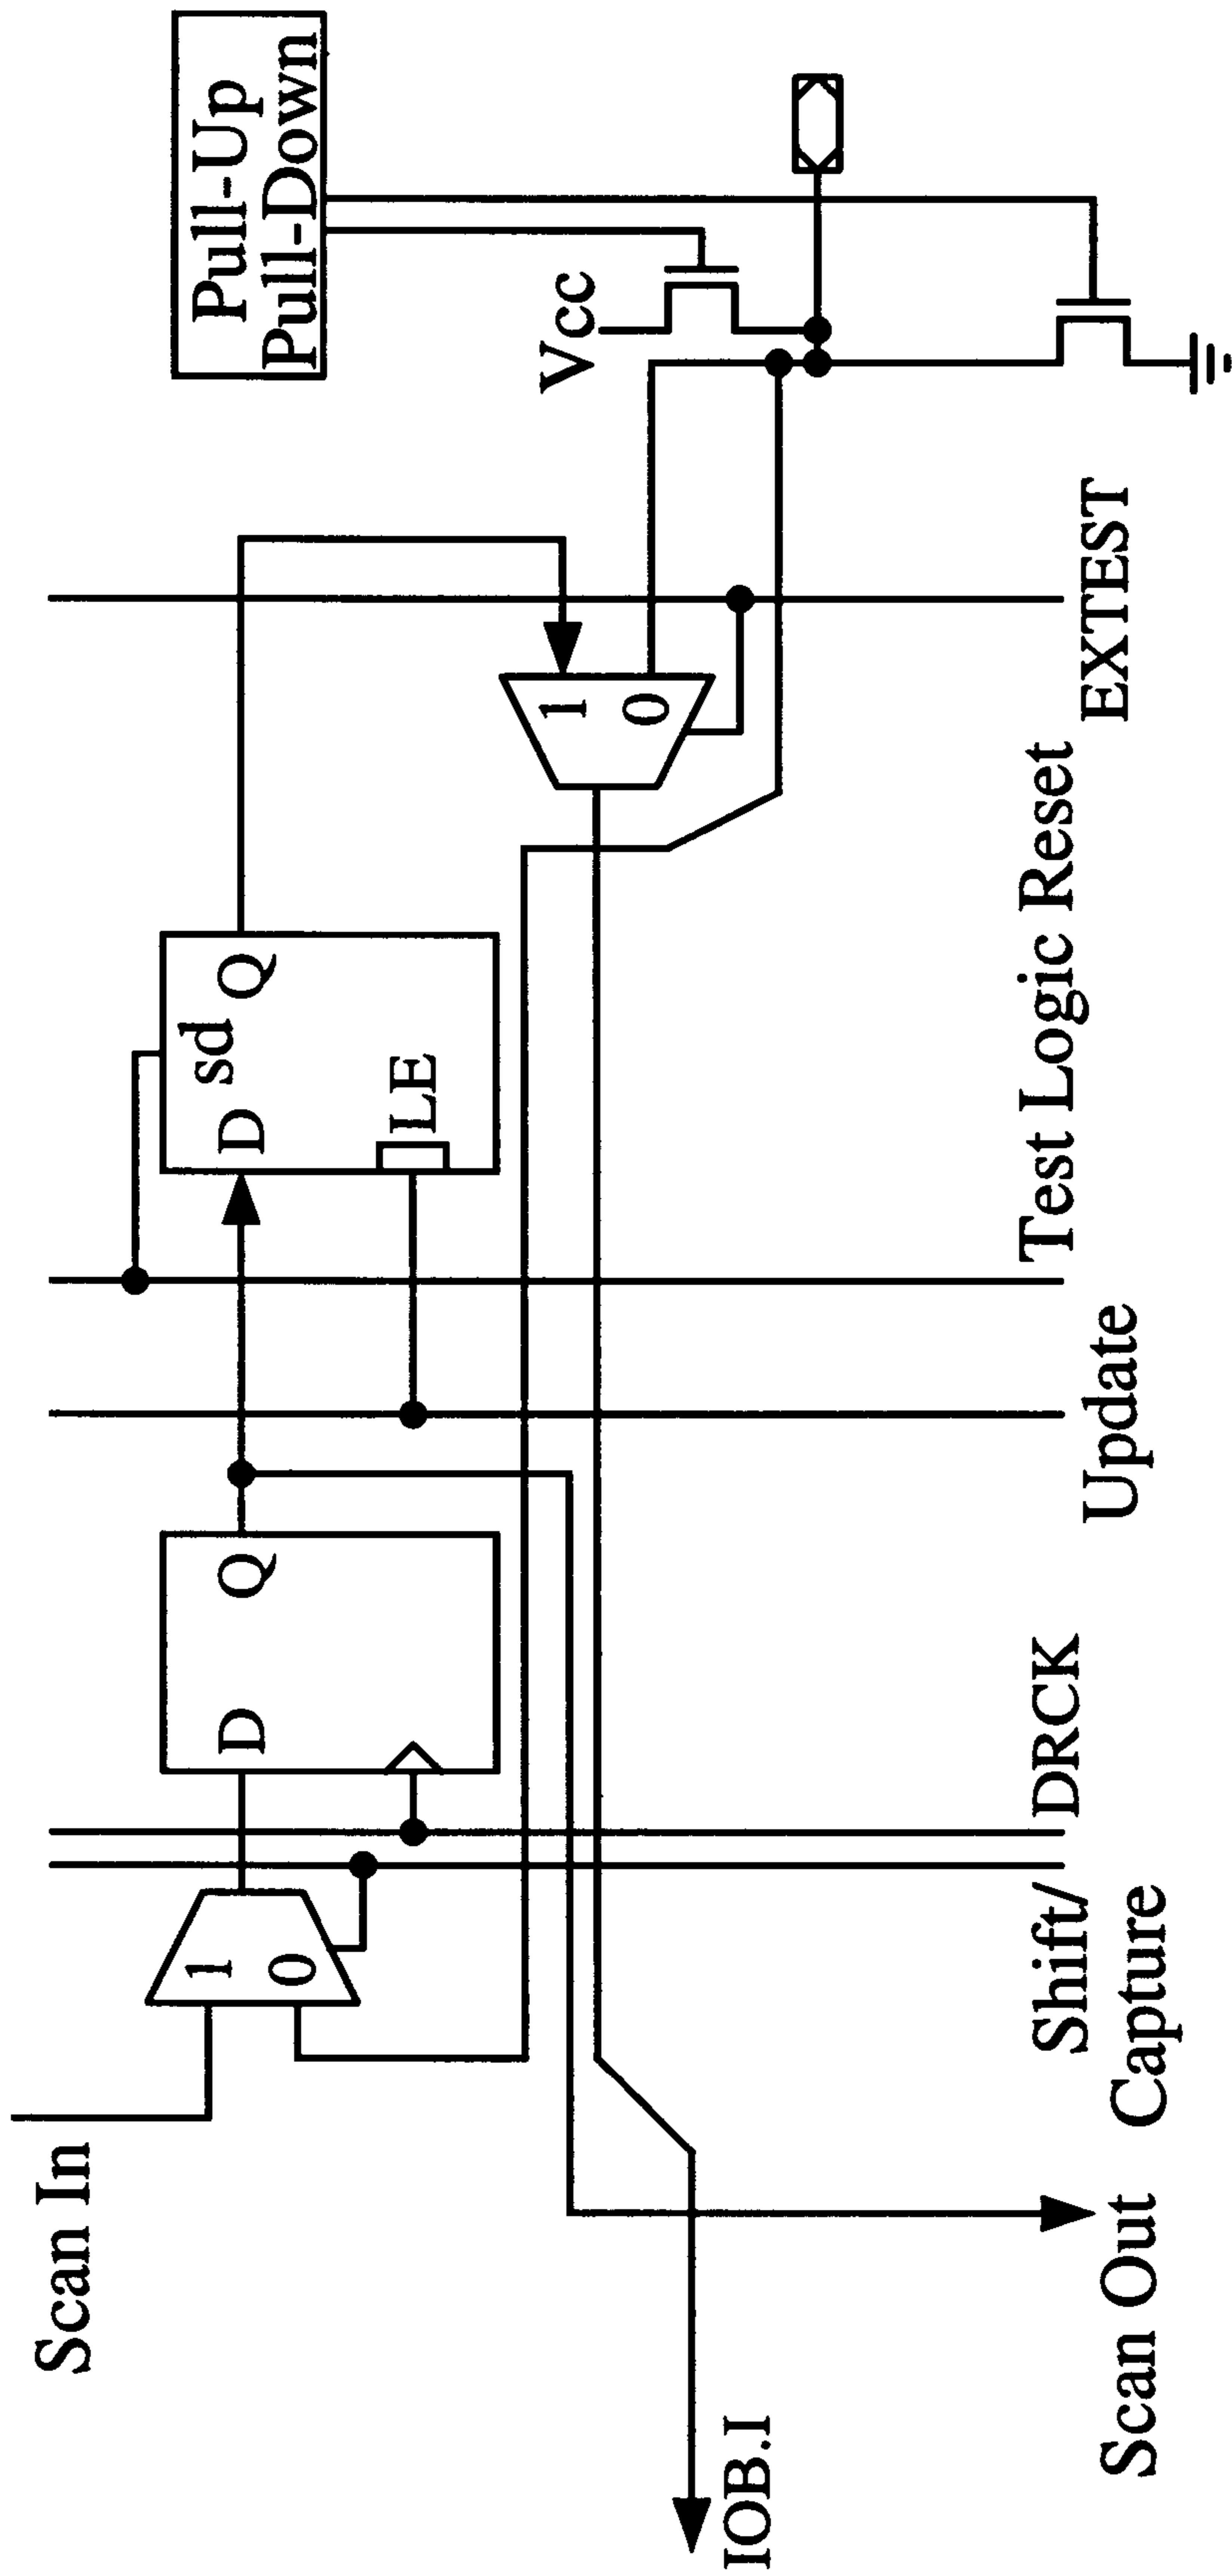 Scan In
1
0
D
Q
D
sd
Q
LE
1
0
Pull-Up
Pull-Down
Vcc
IOB.I
Scan Out
Shift/
Capture
DRCK
Update
Test Logic Reset
EXTEST